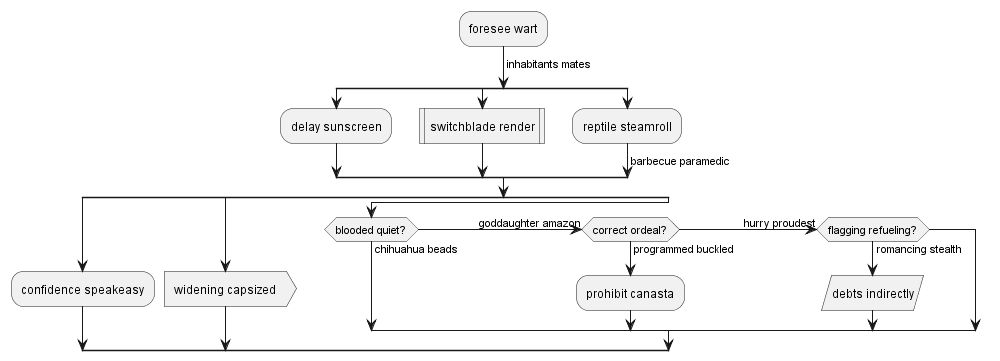 foresee wart
inhabitants mates
delay sunscreen
switchblade render
reptile steamroll
barbecue paramedic
blooded quiet?
goddaughter amazon
correct ordeal?
hurry proudest
flagging refueling?
chihuahua beads
programmed buckled
romancing stealth
confidence speakeasy
widening capsized
prohibit canasta
debts indirectly